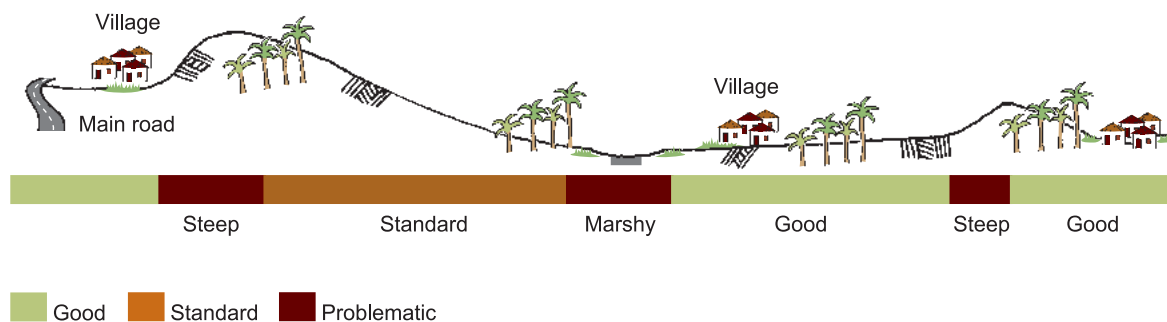 Village
Village
Main road
Steep Standard Marshy Good Steep Good
Good Standard Problematic